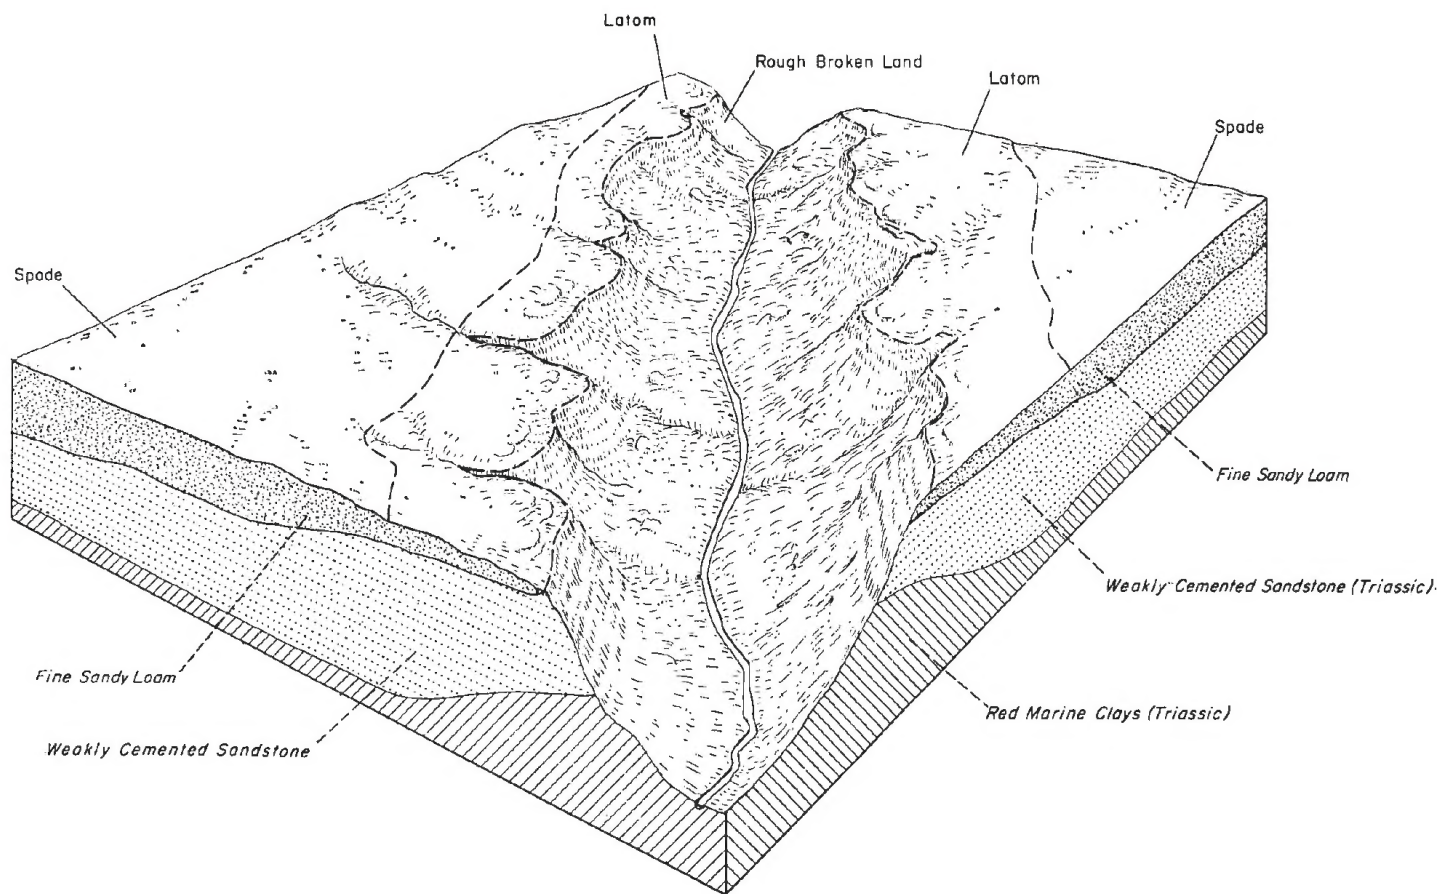 Latom
Rough Broken Land
Latom
Spade
Spade
Fine Sandy Loam
Weakly Cemented Sandstone (Triassic).
Fine Sandy Loam
Red Marine Clays (Triassic)
Weakly Cemented Sandstone